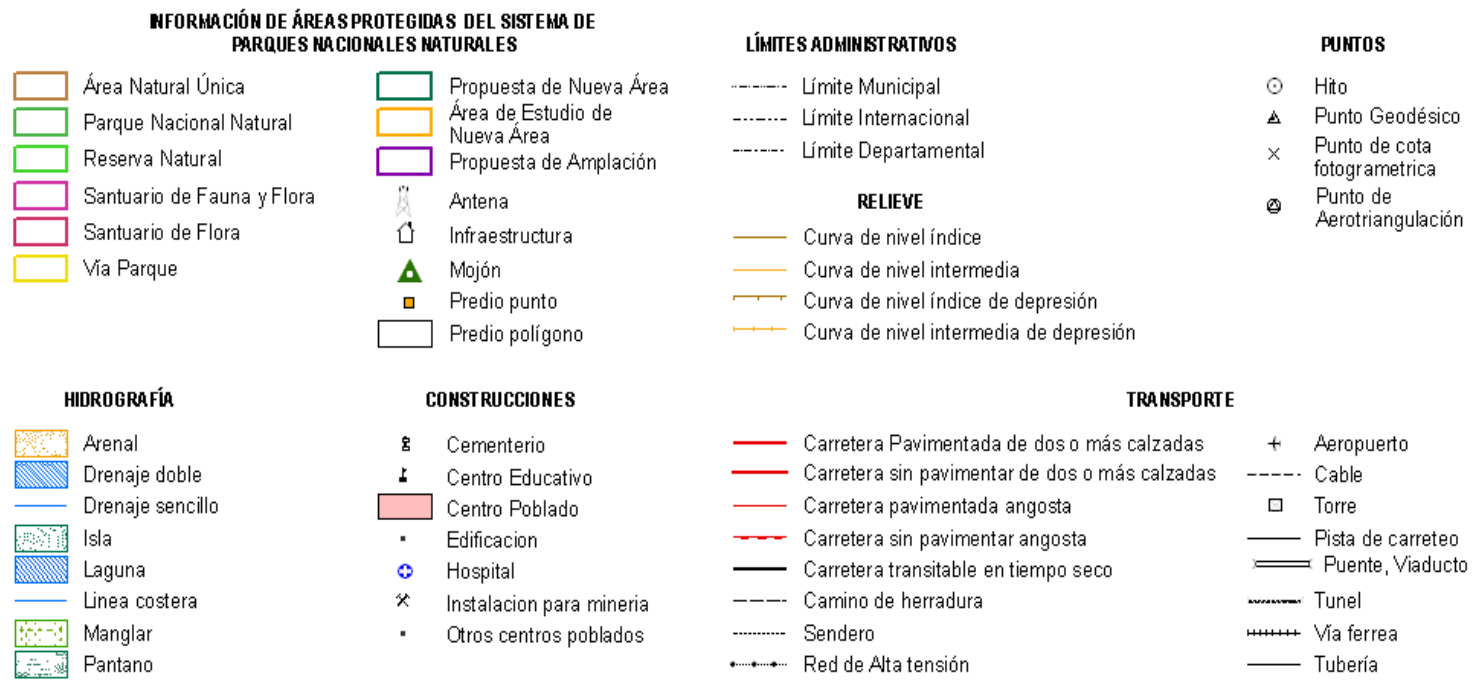 INFORMACIÓN DE ÁREAS PROTEGIDAS DEL SISTEMA DE
PARQUES NACIONALES NATURALES
Área Natural Única
Parque Nacional Natural
Reserva Natural
Santuario de Fauna y Flora
Santuario de Flora
Vía Parque
Propuesta de Nueva Área
Área de Estudio de
Nueva Área
Propuesta de Amplación
Antena
Infraestructura
Mojón
Predio punto
Predio polígono
LÍMITES ADMINISTRATIVOS
Límite Municipal
Límite Internacional
Límite Departamental
RELIEVE
Curva de nivel índice
Curva de nivel intermedia
Curva de nivel índice de depresión
Curva de nivel intermedia de depresión
PUNTOS
Hito
Punto Geodésico
Punto de cota
fotogrametrica
Punto de
Aerotriangulación
HIDROGRAFÍA
Arenal
Drenaje doble
Drenaje sencillo
Isla
Laguna
Linea costera
Manglar
Pantano
CONSTRUCCIONES
Cementerio
Centro Educativo
Centro Poblado
Edificacion
Hospital
Instalacion para mineria
Otros centros poblados
TRANSPORTE
Carretera Pavimentada de dos o más calzadas
Carretera sin pavimentar de dos o más calzadas
Carretera pavimentada angosta
Carretera sin pavimentar angosta
Carretera transitable en tiempo seco
Camino de herradura
Sendero
Red de Alta tensión
Aeropuerto
Cable
Torre
Pista de carreteo
Puente, Viaducto
Tunel
Vía ferrea
Tubería